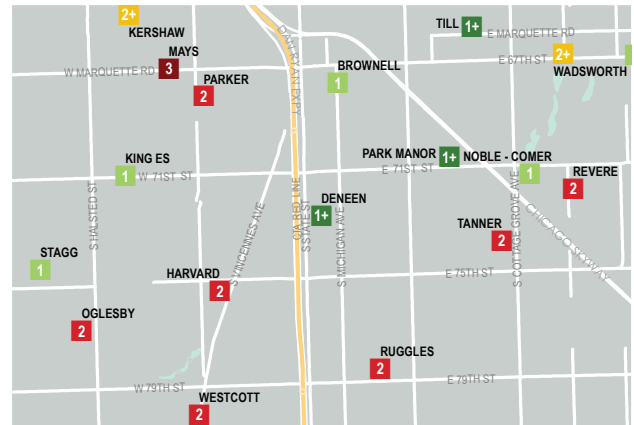 2+
KERSHAW
MAYS
3
W MARQUETTE RD
PARKER
2
DAN RYAN EXPY
BROWNELL
1
TILL
1+
E MARQUETTE RD
E 67TH ST
2+
WADSWORTH
KING ES
1
W 71ST ST
PARK MANOR
1+
NOBLE - COMER
1
E 71ST ST
REVERE
2
S HALSTED ST
S VINCENNES AVE
CTA RED LINE
S STATE ST
DENEEN
1+
S MICHIGAN AVE
TANNER
2
S COTTAGE GROVE AVE
CHICAGO SKYWAY
STAGG
1
HARVARD
2
E 75TH ST
OGLESBY
2
RUGGLES
2
W 79TH ST
E 79TH ST
WESTCOTT
2